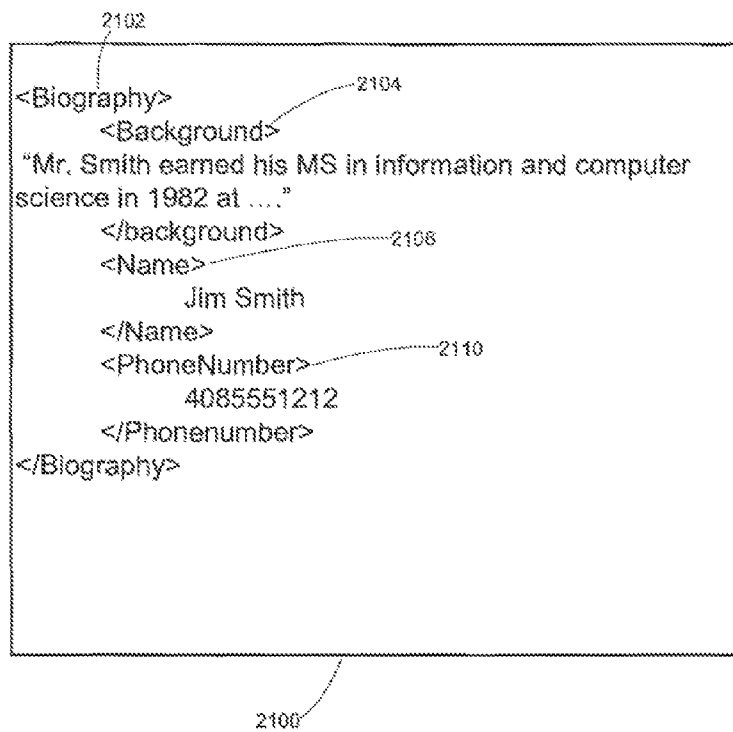 2102
<Biography>
2104
<Background>
"Mr. Smith earned his MS in information and computer
science in 1982 at …."
</background>
2108
<Name>
Jim Smith
</Name>
2110
<PhoneNumber>
4085551212
</Phonenumber>
</Biography>
2100